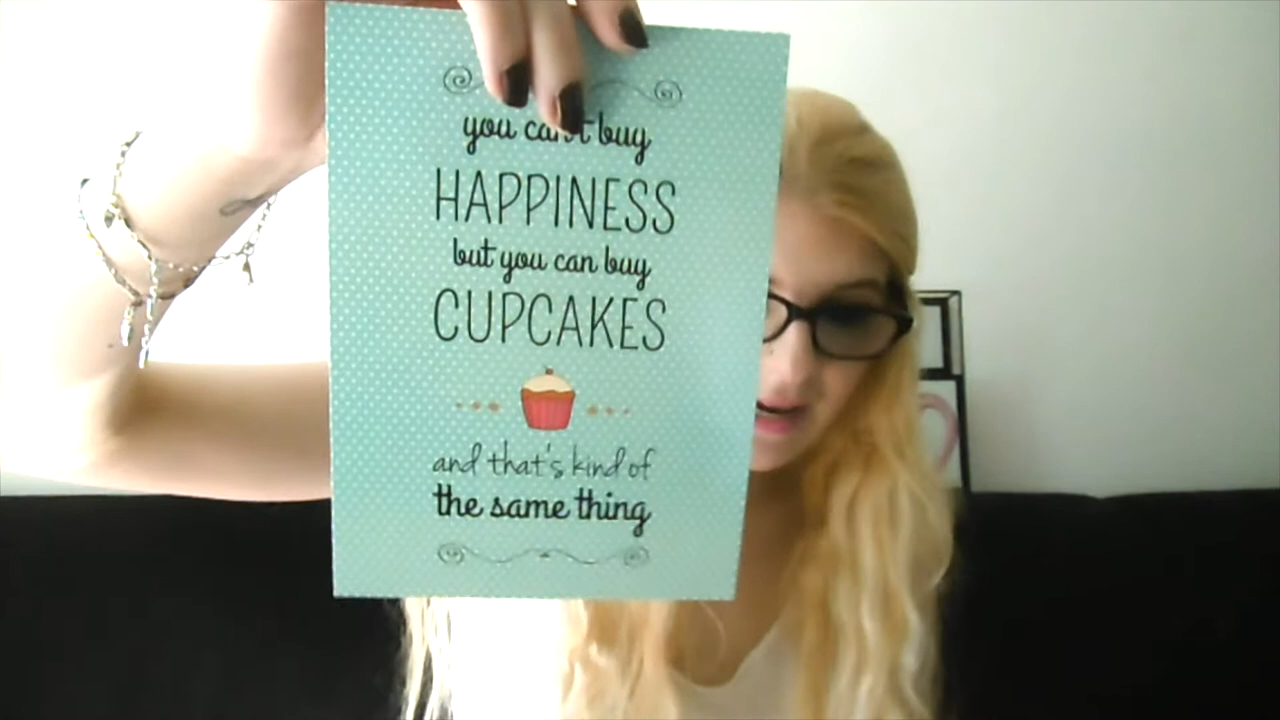 you can't buy
HAPPINESS
but you can buy
CUPCAKES
and that's kind of
the same thing